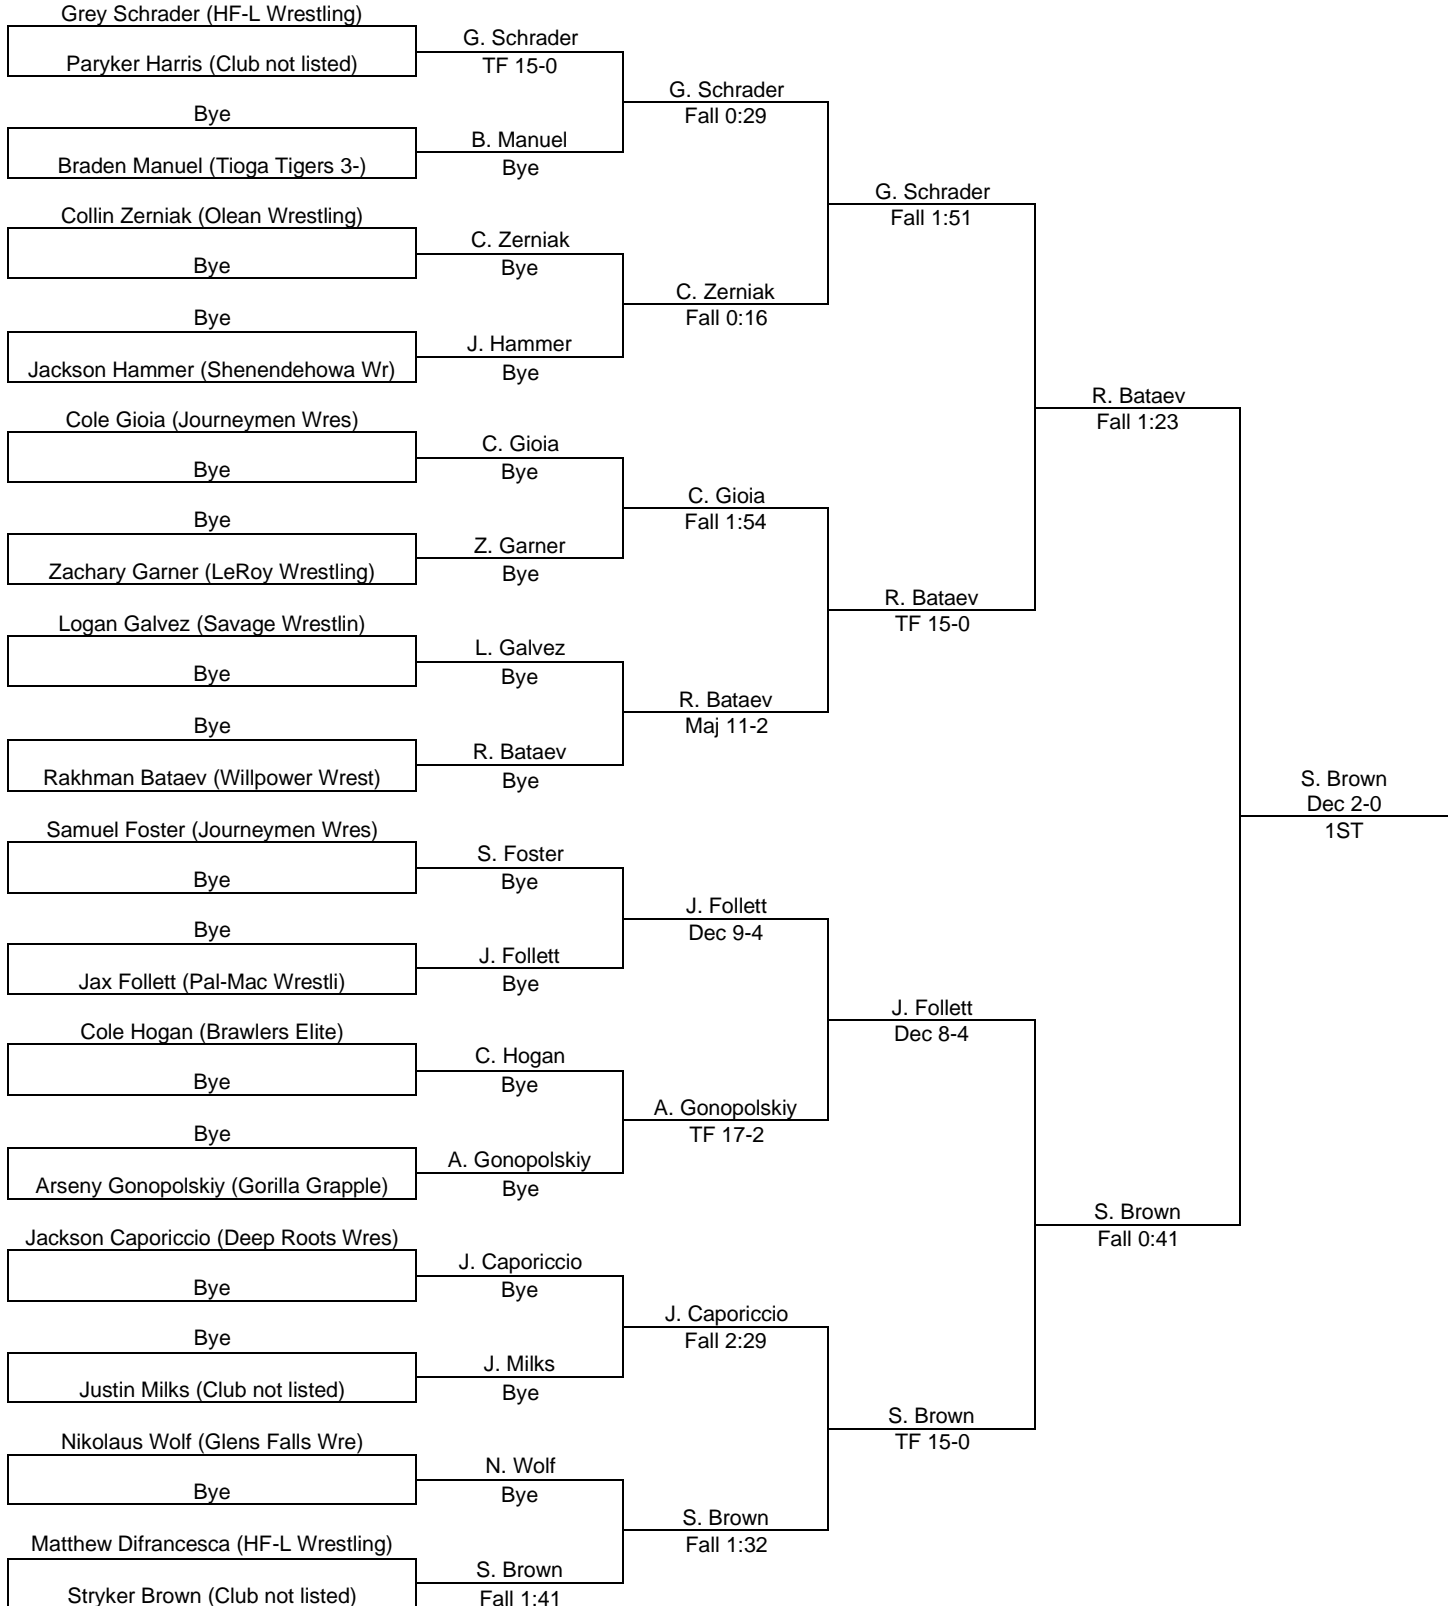 Grey Schrader (HF-L Wrestling)
Paryker Harris (Club not listed)
Bye
Braden Manuel (Tioga Tigers 3-)
Collin Zerniak (Olean Wrestling)
Bye
Bye
Jackson Hammer (Shenendehowa Wr)
Cole Gioia (Journeymen Wres)
Bye
Bye
Zachary Garner (LeRoy Wrestling)
Logan Galvez (Savage Wrestlin)
Bye
Bye
Rakhman Bataev (Willpower Wrest)
Samuel Foster (Journeymen Wres)
Bye
Bye
Jax Follett (Pal-Mac Wrestli)
Cole Hogan (Brawlers Elite)
Bye
Bye
Arseny Gonopolskiy (Gorilla Grapple)
Jackson Caporiccio (Deep Roots Wres)
Bye
Bye
Justin Milks (Club not listed)
Nikolaus Wolf (Glens Falls Wre)
Bye
Matthew Difrancesca (HF-L Wrestling)
Stryker Brown (Club not listed)
G. Schrader
TF 15-0
B. Manuel
Bye
C. Zerniak
Bye
J. Hammer
Bye
C. Gioia
Bye
Z. Garner
Bye
L. Galvez
Bye
R. Bataev
Bye
S. Foster
Bye
J. Follett
Bye
C. Hogan
Bye
A. Gonopolskiy
Bye
J. Caporiccio
Bye
J. Milks
Bye
N. Wolf
Bye
S. Brown
Fall 1:41
G. Schrader
Fall 0:29
C. Zerniak
Fall 0:16
C. Gioia
Fall 1:54
R. Bataev
Maj 11-2
J. Follett
Dec 9-4
A. Gonopolskiy
TF 17-2
J. Caporiccio
Fall 2:29
S. Brown
Fall 1:32
G. Schrader
Fall 1:51
R. Bataev
TF 15-0
J. Follett
Dec 8-4
S. Brown
TF 15-0
R. Bataev
Fall 1:23
S. Brown
Fall 0:41
S. Brown
Dec 2-0
1ST